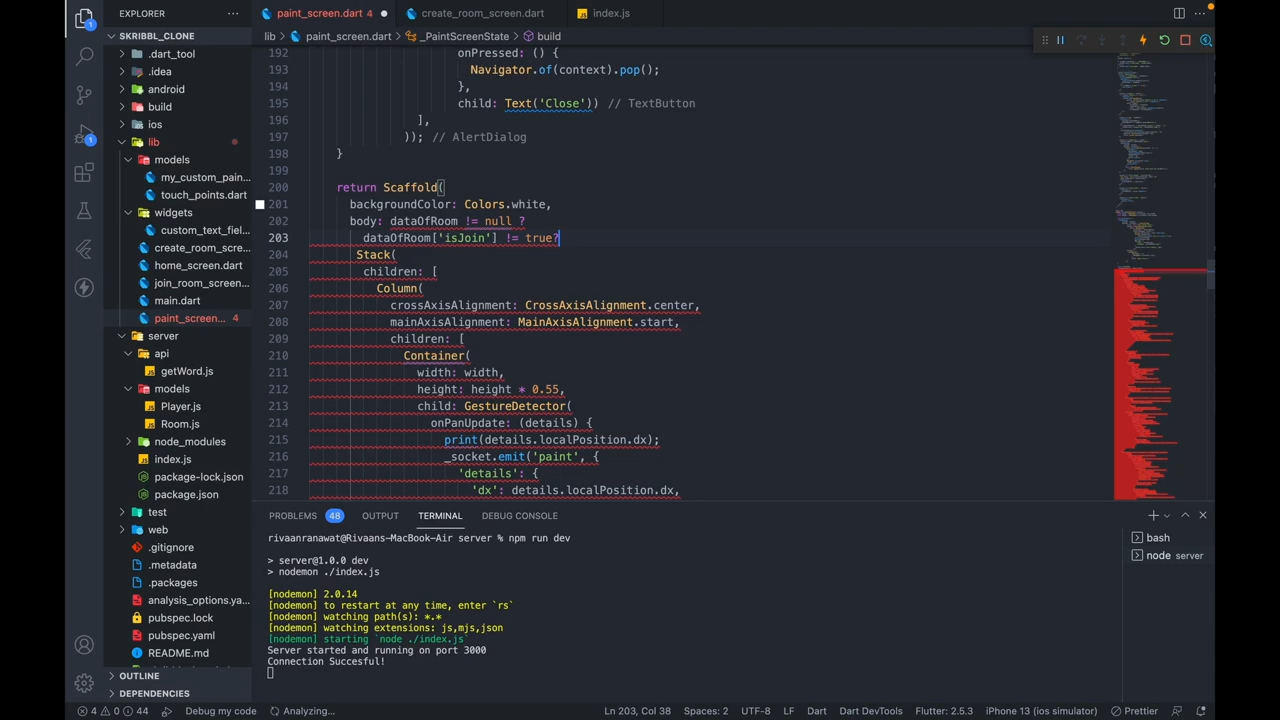 EXPLORER
SKRIBBL_CLONE
.dart_tool
.idea
android
build
ios
lib
models
my_custom_pain...
touch_points.dart
widgets
custom_text_fiel...
create_room_scre...
home_screen.dart
join_room_screen...
main.dart
paint_screen... 4
server
api
getWord.js
models
Player.js
Room.js
node_modules
index.js
package-lock.json
package.json
test
web
.gitignore
.metadata
.packages
analysis_options.ya...
pubspec.lock
pubspec.yaml
README.md
OUTLINE
DEPENDENCIES
paint_screen.dart 4
create_room_screen.dart
index.js
lib > paint_screen.dart > _PaintScreenState > build
192 onPressed: () {
193 Navigator.of(context).pop();
194 },
195 child: Text('Close')) // TextButton
196 ],
197 )); // AlertDialog
198 }
199
200 return Scaffold(
201 backgroundColor: Colors.white,
202 body: dataOfRoom != null ?
203 dataOfRoom['isJoin'] != true?
204 Stack(
205 children: [
206 Column(
207 crossAxisAlignment: CrossAxisAlignment.center,
208 mainAxisAlignment: MainAxisAlignment.start,
209 children: [
210 Container(
211 width: width,
212 height: height * 0.55,
213 child: GestureDetector(
214 onPanUpdate: (details) {
215 print(details.localPosition.dx);
216 _socket.emit('paint', {
217 'details': {
218 'dx': details.localPosition.dx,
PROBLEMS 48 OUTPUT TERMINAL DEBUG CONSOLE
rivaanranawat@Rivaans-MacBook-Air server % npm run dev
> server@1.0.0 dev
> nodemon ./index.js
[nodemon] 2.0.14
[nodemon] to restart at any time, enter `rs`
[nodemon] watching path(s): *.*
[nodemon] watching extensions: js,mjs,json
[nodemon] starting `node ./index.js`
Server started and running on port 3000
Connection Succesful!
bash
node server
4 0 44 Debug my code Analyzing... Ln 203, Col 38 Spaces: 2 UTF-8 LF Dart Dart DevTools Flutter: 2.5.3 iPhone 13 (ios simulator) Prettier